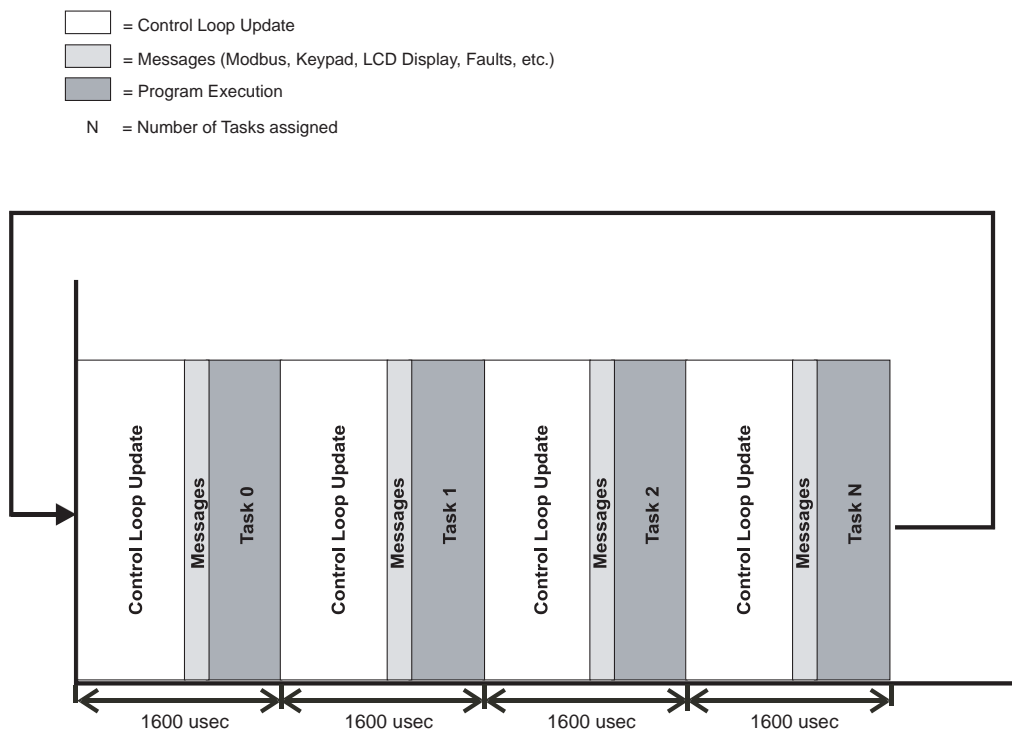 = Control Loop Update
= Messages (Modbus, Keypad, LCD Display, Faults, etc.)
= Program Execution
N = Number of Tasks assigned
Control Loop Update
Messages
Task 0
Control Loop Update
Messages
Task 1
Control Loop Update
Messages
Task 2
Control Loop Update
Messages
Task N
1600 usec
1600 usec
1600 usec
1600 usec